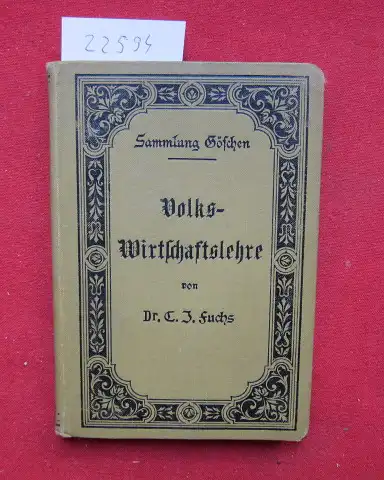 22594
Sammlung Göschen
Volks-
Wirtschaftslehre
von
Dr. C. J. Fuchs